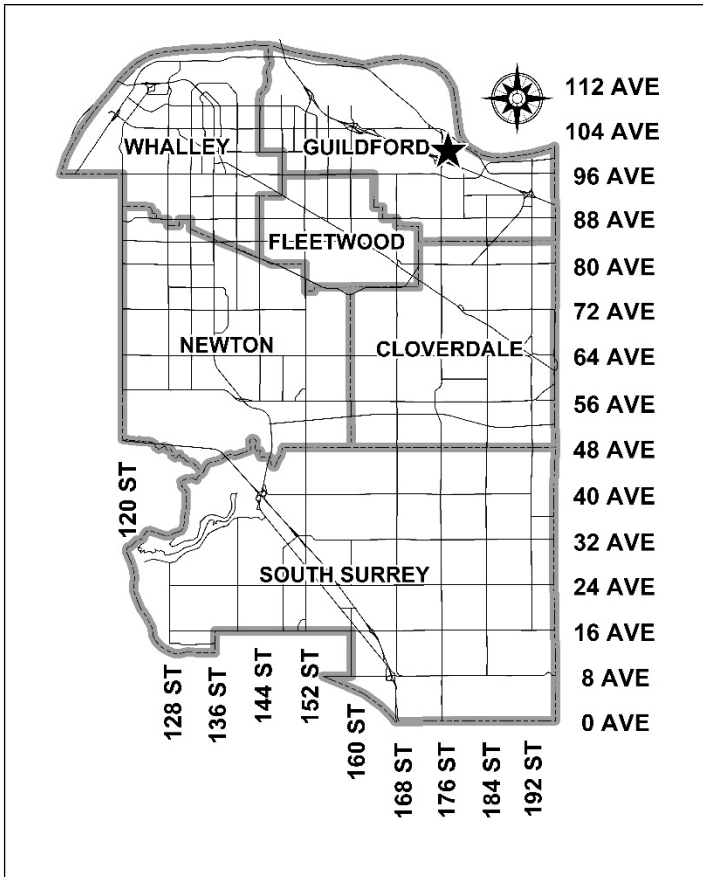 112 AVE
104 AVE
WHALLEY
GUILDFORD
96 AVE
88 AVE
FLEETWOOD
80 AVE
72 AVE
NEWTON
CLOVERDALE
64 AVE
56 AVE
48 AVE
120 ST
40 AVE
32 AVE
SOUTH SURREY
24 AVE
16 AVE
128 ST
136 ST
144 ST
152 ST
160 ST
8 AVE
0 AVE
168 ST
176 ST
184 ST
192 ST